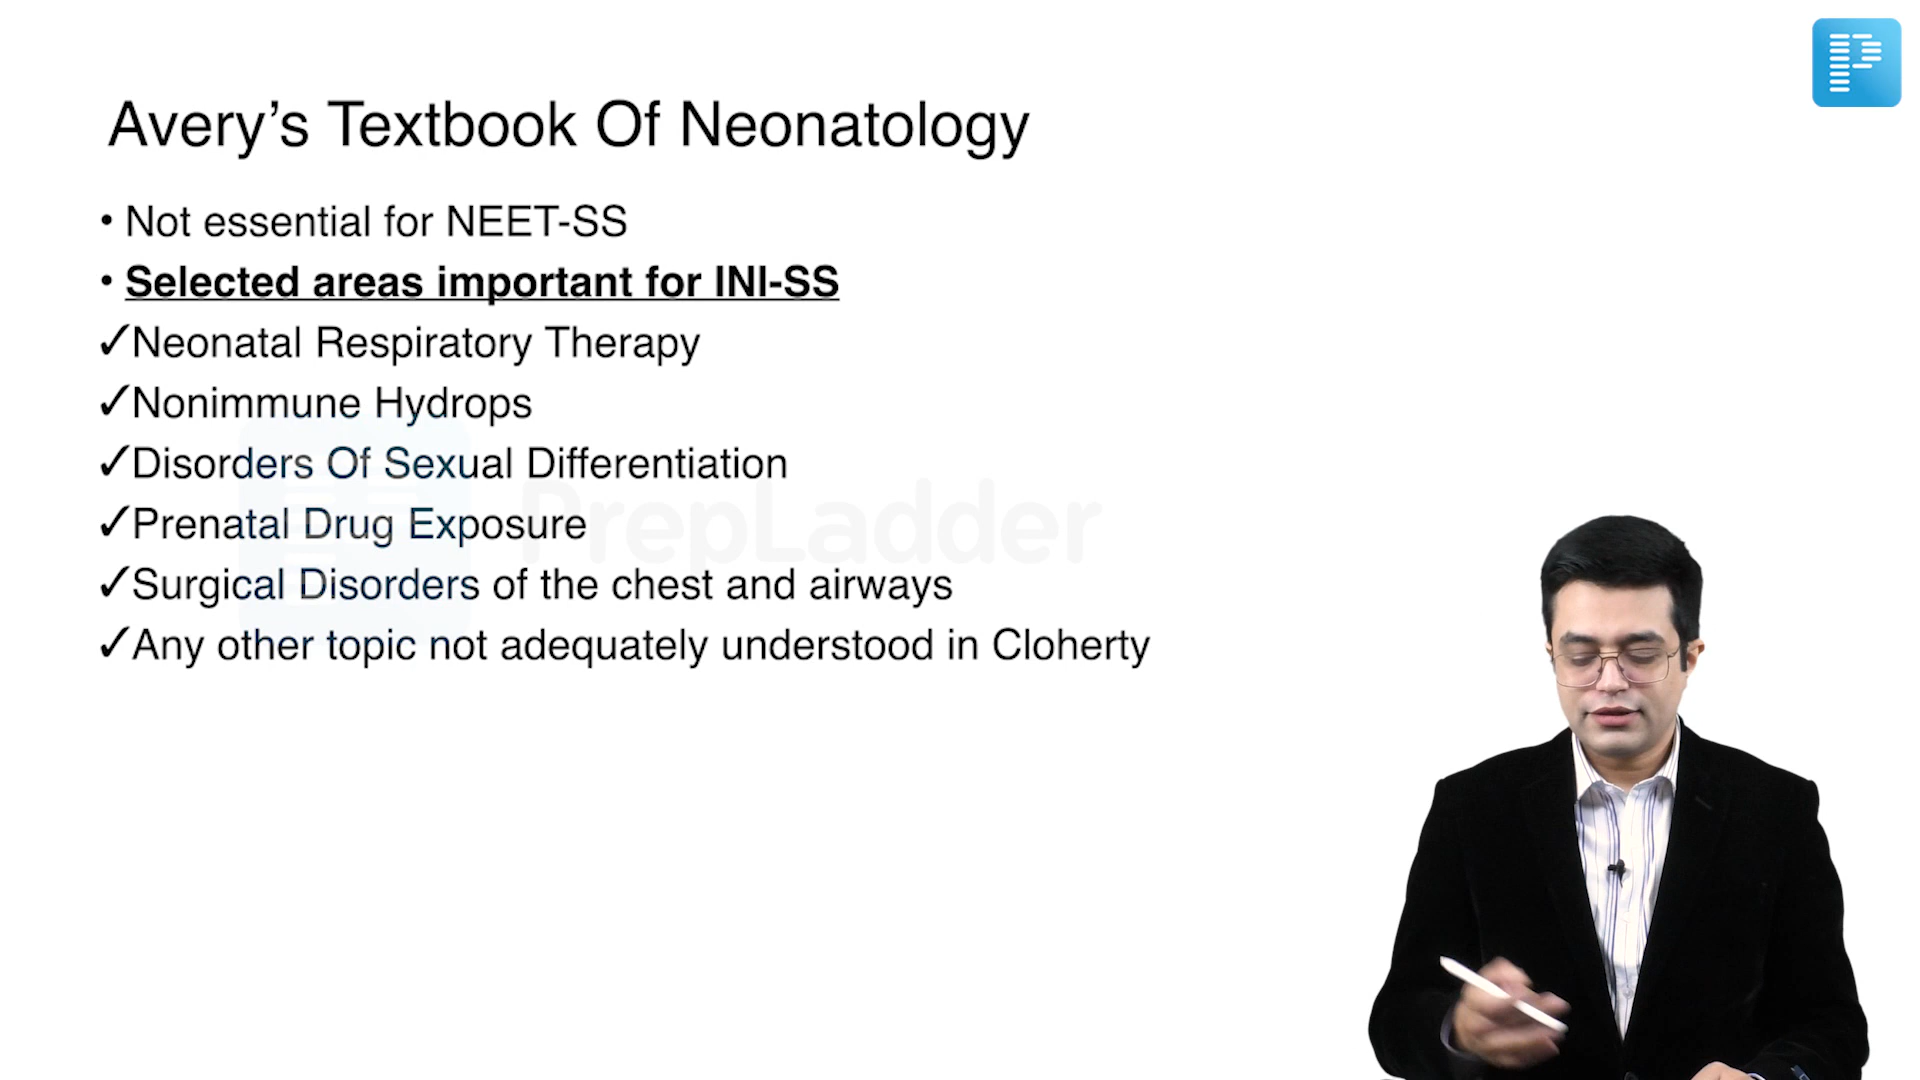 Avery’s Textbook Of Neonatology
• Not essential for NEET-SS
• Selected areas important for INI-SS
✓Neonatal Respiratory Therapy
✓Nonimmune Hydrops
✓Disorders Of Sexual Differentiation
✓Prenatal Drug Exposure
✓Surgical Disorders of the chest and airways
✓Any other topic not adequately understood in Cloherty
PrepLadder